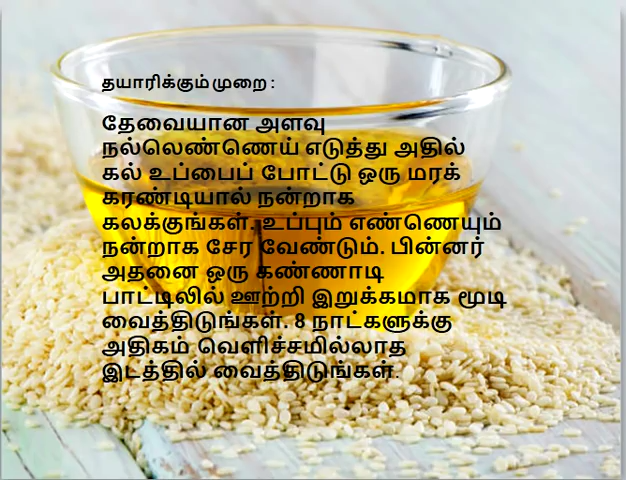 தயாரிக்கும் முறை :
தேவையான அளவு
நல்லெண்ணெய் எடுத்து அதில்
கல் உப்பைப் போட்டு ஒரு மரக்
கரண்டியால் நன்றாக
கலக்குங்கள். உப்பும் எண்ணெயும்
நன்றாக சேர வேண்டும். பின்னர்
அதனை ஒரு கண்ணாடி
பாட்டிலில் ஊற்றி இறுக்கமாக மூடி
வைத்திடுங்கள். 8 நாட்களுக்கு
அதிகம் வெளிச்சமில்லாத
இடத்தில் வைத்திடுங்கள்.